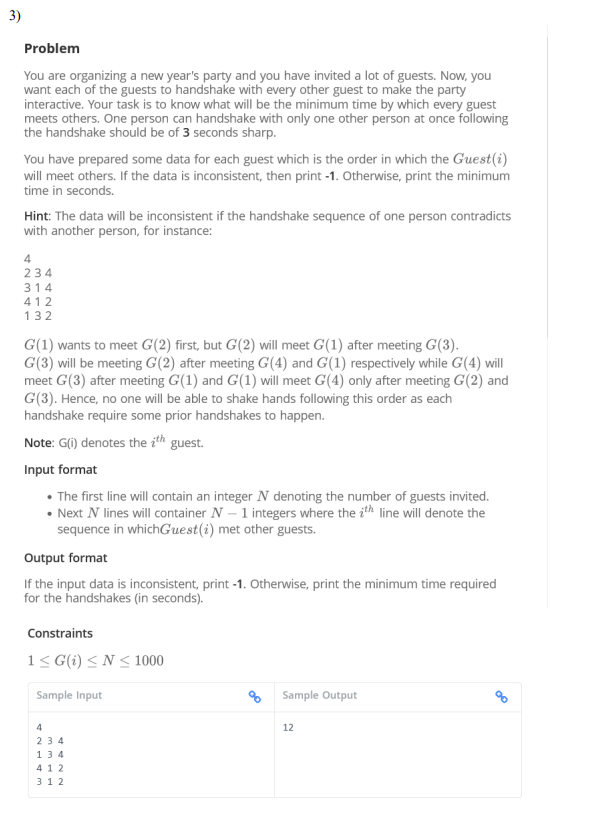 3)
Problem
You are organizing a new year's party and you have invited a lot of guests. Now, you
want each of the guests to handshake with every other guest to make the party
interactive. Your task is to know what will be the minimum time by which every guest
meets others. One person can handshake with only one other person at once following
the handshake should be of 3 seconds sharp.
You have prepared some data for each guest which is the order in which the Guest(i)
will meet others. If the data is inconsistent, then print -1. Otherwise, print the minimum
time in seconds.
Hint: The data will be inconsistent if the handshake sequence of one person contradicts
with another person, for instance:
4
2 3 4
3 1 4
4 1 2
1 3 2
G(1) wants to meet G(2) first, but G(2) will meet G(1) after meeting G(3).
G(3) will be meeting G(2) after meeting G(4) and G(1) respectively while G(4) will
meet G(3) after meeting G(1) and G(1) will meet G(4) only after meeting G(2) and
G(3). Hence, no one will be able to shake hands following this order as each
handshake require some prior handshakes to happen.
Note: G(i) denotes the i^th guest.
Input format
• The first line will contain an integer N denoting the number of guests invited.
• Next N lines will container N − 1 integers where the i^th line will denote the
sequence in whichGuest(i) met other guests.
Output format
If the input data is inconsistent, print -1. Otherwise, print the minimum time required
for the handshakes (in seconds).
Constraints
1 ≤ G(i) ≤ N ≤ 1000
Sample Input
Sample Output
4
12
2 3 4
1 3 4
4 1 2
3 1 2